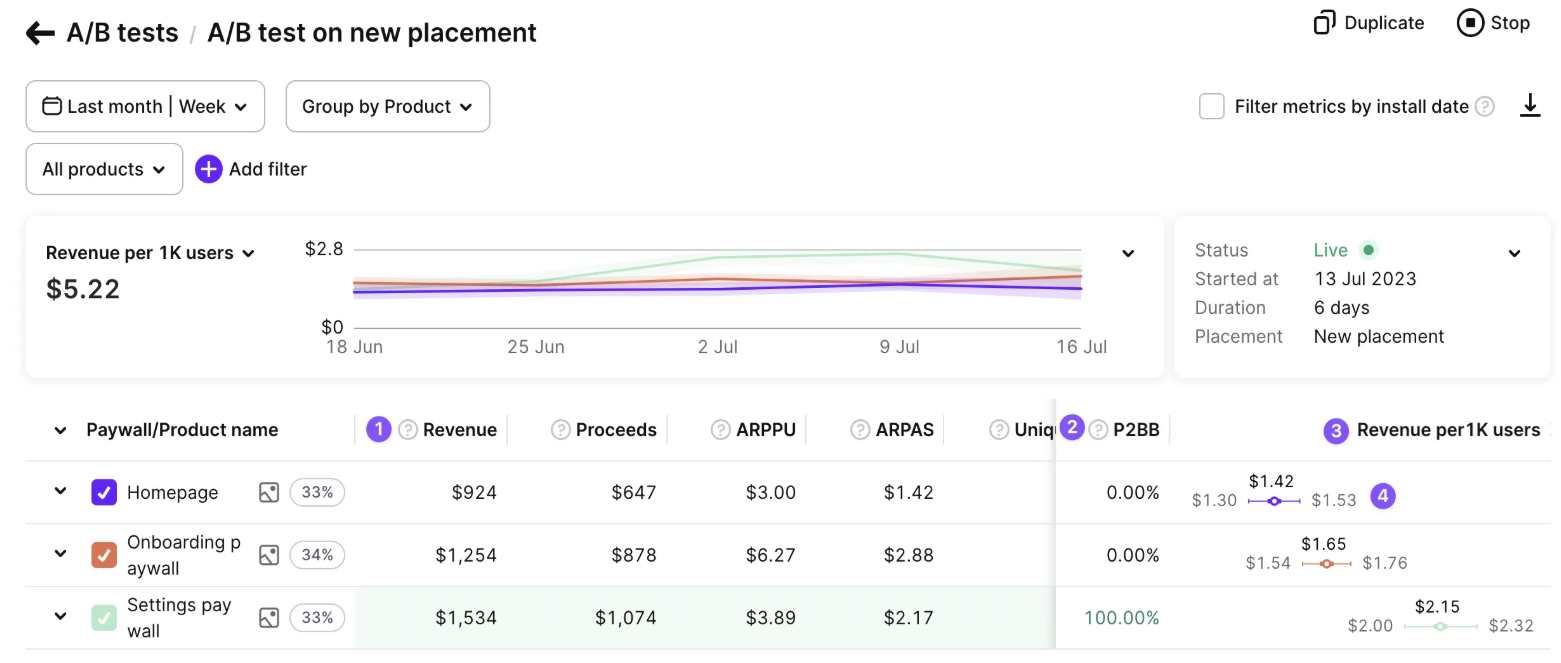 A/B tests / A/B test on new placement
Duplicate
Stop
Last month | Week
Group by Product
Filter metrics by install date ?
All products
Add filter
Revenue per 1K users
$5.22
$2.8
$0
18 Jun 25 Jun 2 Jul 9 Jul 16 Jul
Status Live
Started at 13 Jul 2023
Duration 6 days
Placement New placement
Paywall/Product name 1 ? Revenue ? Proceeds ? ARPPU ? ARPAS ? Uniq 2 ? P2BB 3 Revenue per1K users
Homepage 33% $924 $647 $3.00 $1.42 0.00% $1.30 $1.42 $1.53 4
Onboarding p
aywall
34% $1,254 $878 $6.27 $2.88 0.00% $1.54 $1.65 $1.76
Settings pay
wall
33% $1,534 $1,074 $3.89 $2.17 100.00% $2.00 $2.15 $2.32